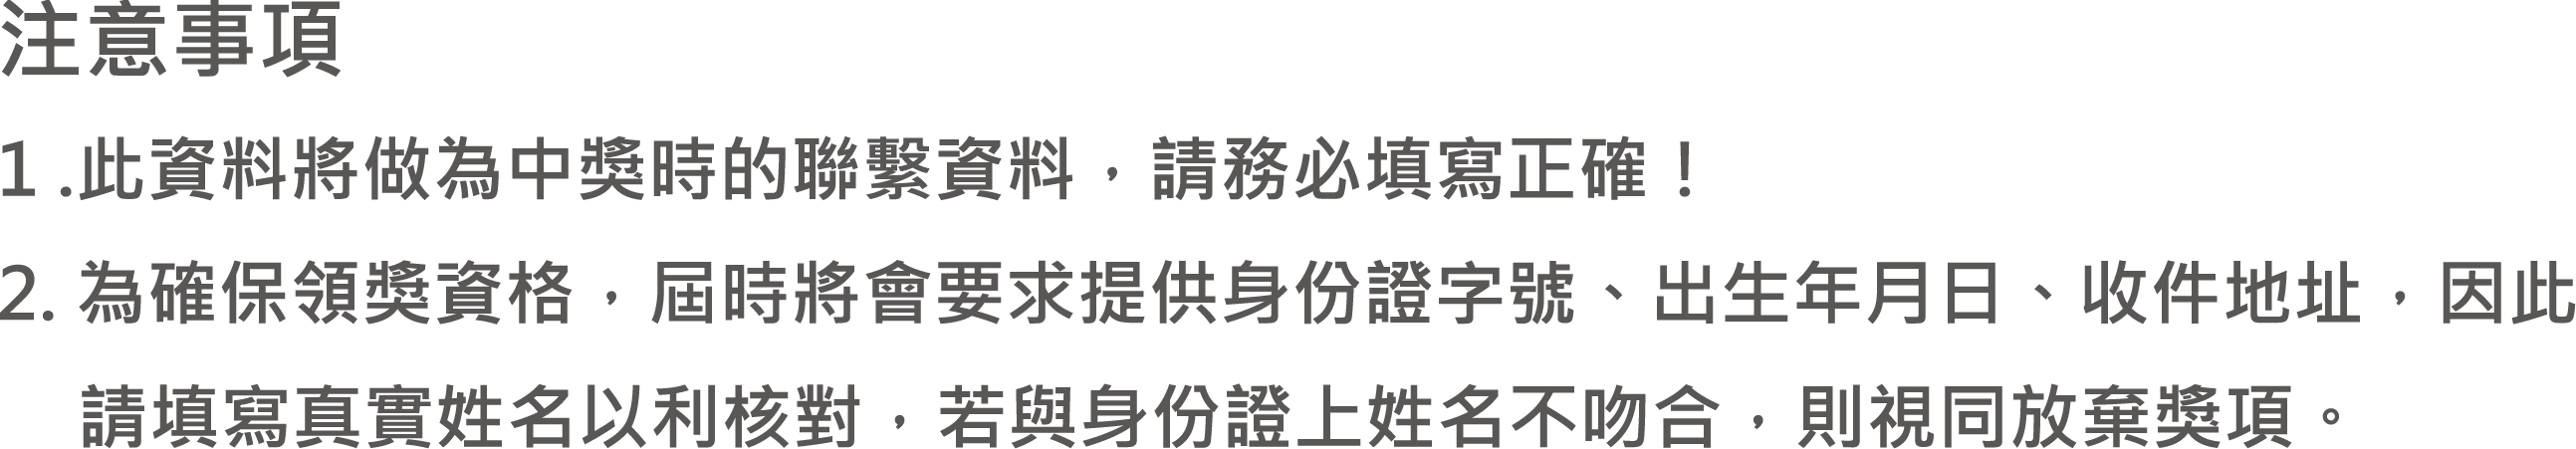 注意事項
1 .此資料將做為中獎時的聯繫資料，請務必填寫正確！
2. 為確保領獎資格，屆時將會要求提供身份證字號、出生年月日、收件地址，因此
請填寫真實姓名以利核對，若與身份證上姓名不吻合，則視同放棄獎項。